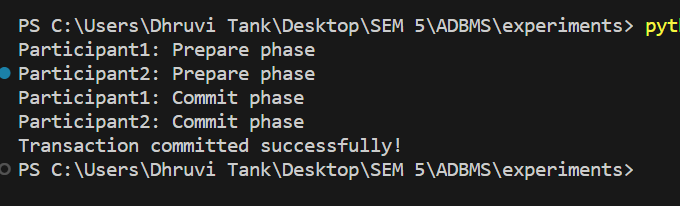 PS C:\Users\Dhruvi Tank\Desktop\SEM 5\ADBMS\experiments>
Participant1: Prepare phase
Participant2: Prepare phase
Participant1: Commit phase
Participant2: Commit phase
Transaction committed successfully!
PS C:\Users\Dhruvi Tank\Desktop\SEM 5\ADBMS\experiments>